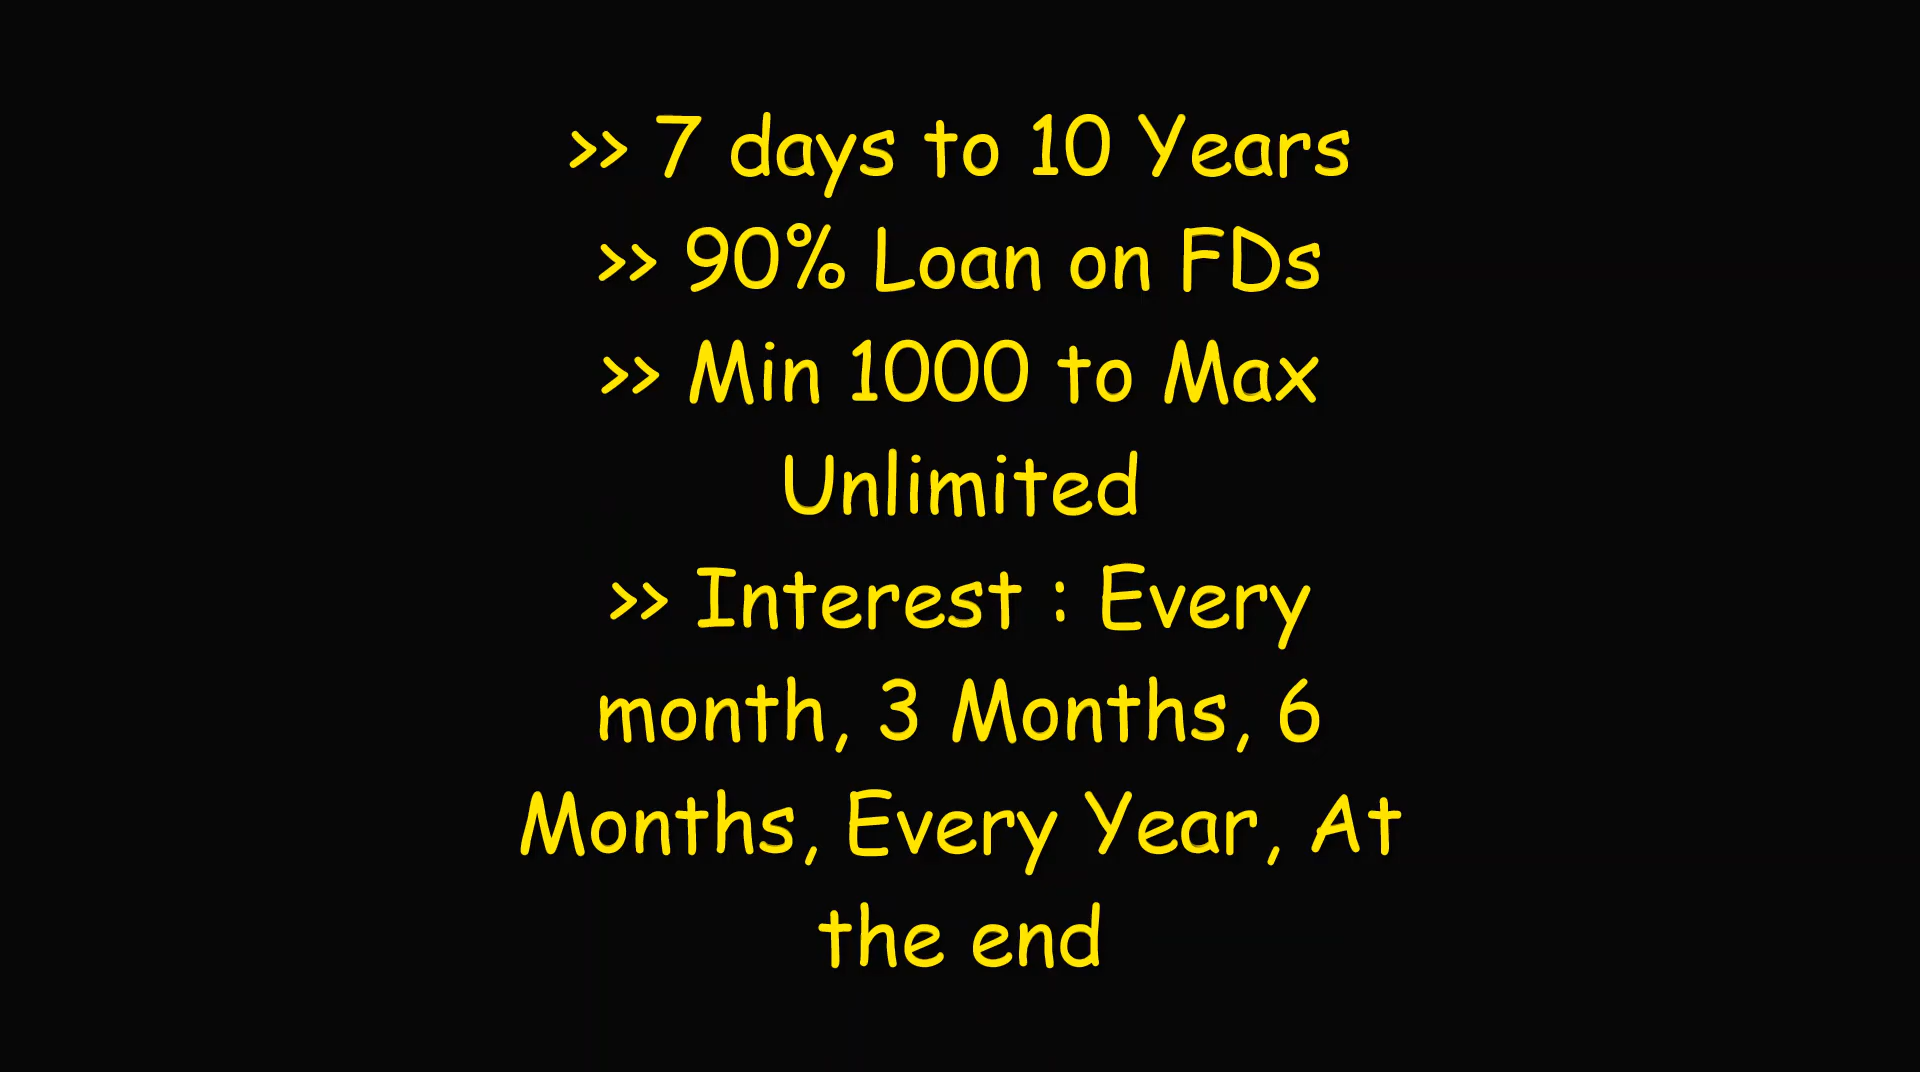 >> 7 days to 10 Years
>> 90% Loan on FDs
>> Min 1000 to Max
Unlimited
>> Interest : Every
month, 3 Months, 6
Months, Every Year, At
the end